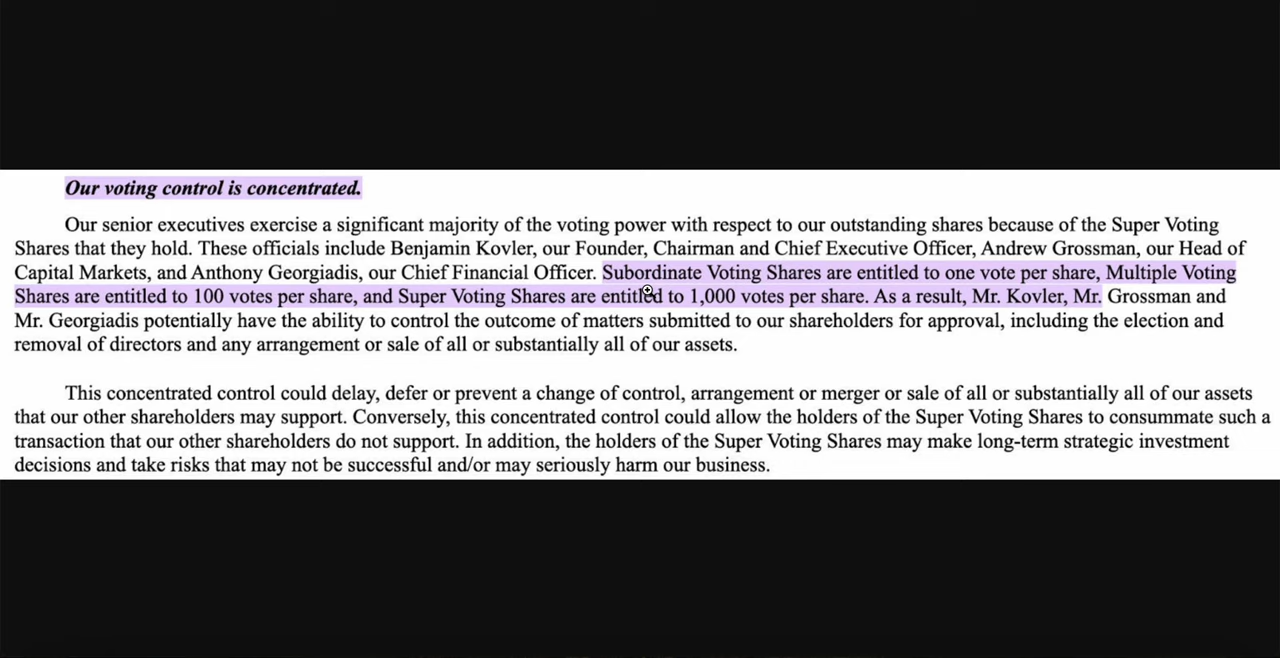 Our voting control is concentrated.
Our senior executives exercise a significant majority of the voting power with respect to our outstanding shares because of the Super Voting
Shares that they hold. These officials include Benjamin Kovler, our Founder, Chairman and Chief Executive Officer, Andrew Grossman, our Head of
Capital Markets, and Anthony Georgiadis, our Chief Financial Officer. Subordinate Voting Shares are entitled to one vote per share, Multiple Voting
Shares are entitled to 100 votes per share, and Super Voting Shares are entitled to 1,000 votes per share. As a result, Mr. Kovler, Mr. Grossman and
Mr. Georgiadis potentially have the ability to control the outcome of matters submitted to our shareholders for approval, including the election and
removal of directors and any arrangement or sale of all or substantially all of our assets.
This concentrated control could delay, defer or prevent a change of control, arrangement or merger or sale of all or substantially all of our assets
that our other shareholders may support. Conversely, this concentrated control could allow the holders of the Super Voting Shares to consummate such a
transaction that our other shareholders do not support. In addition, the holders of the Super Voting Shares may make long-term strategic investment
decisions and take risks that may not be successful and/or may seriously harm our business.